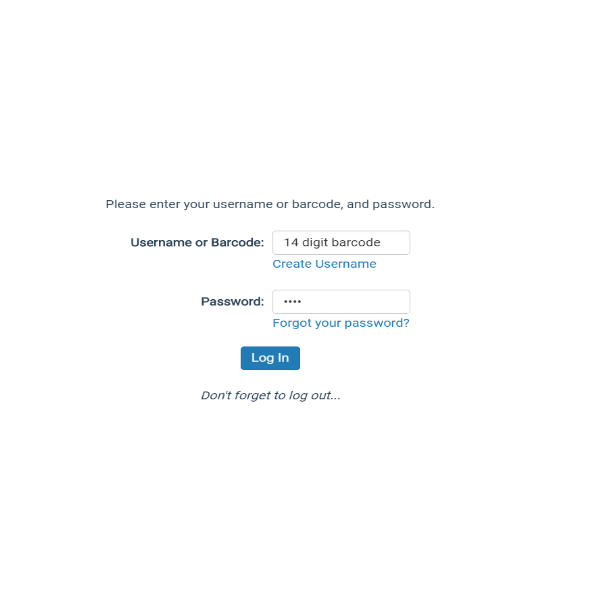 Please enter your username or barcode, and password.
Username or Barcode: 14 digit barcode
Create Username
Password: ••••
Forgot your password?
Log In
Don't forget to log out...